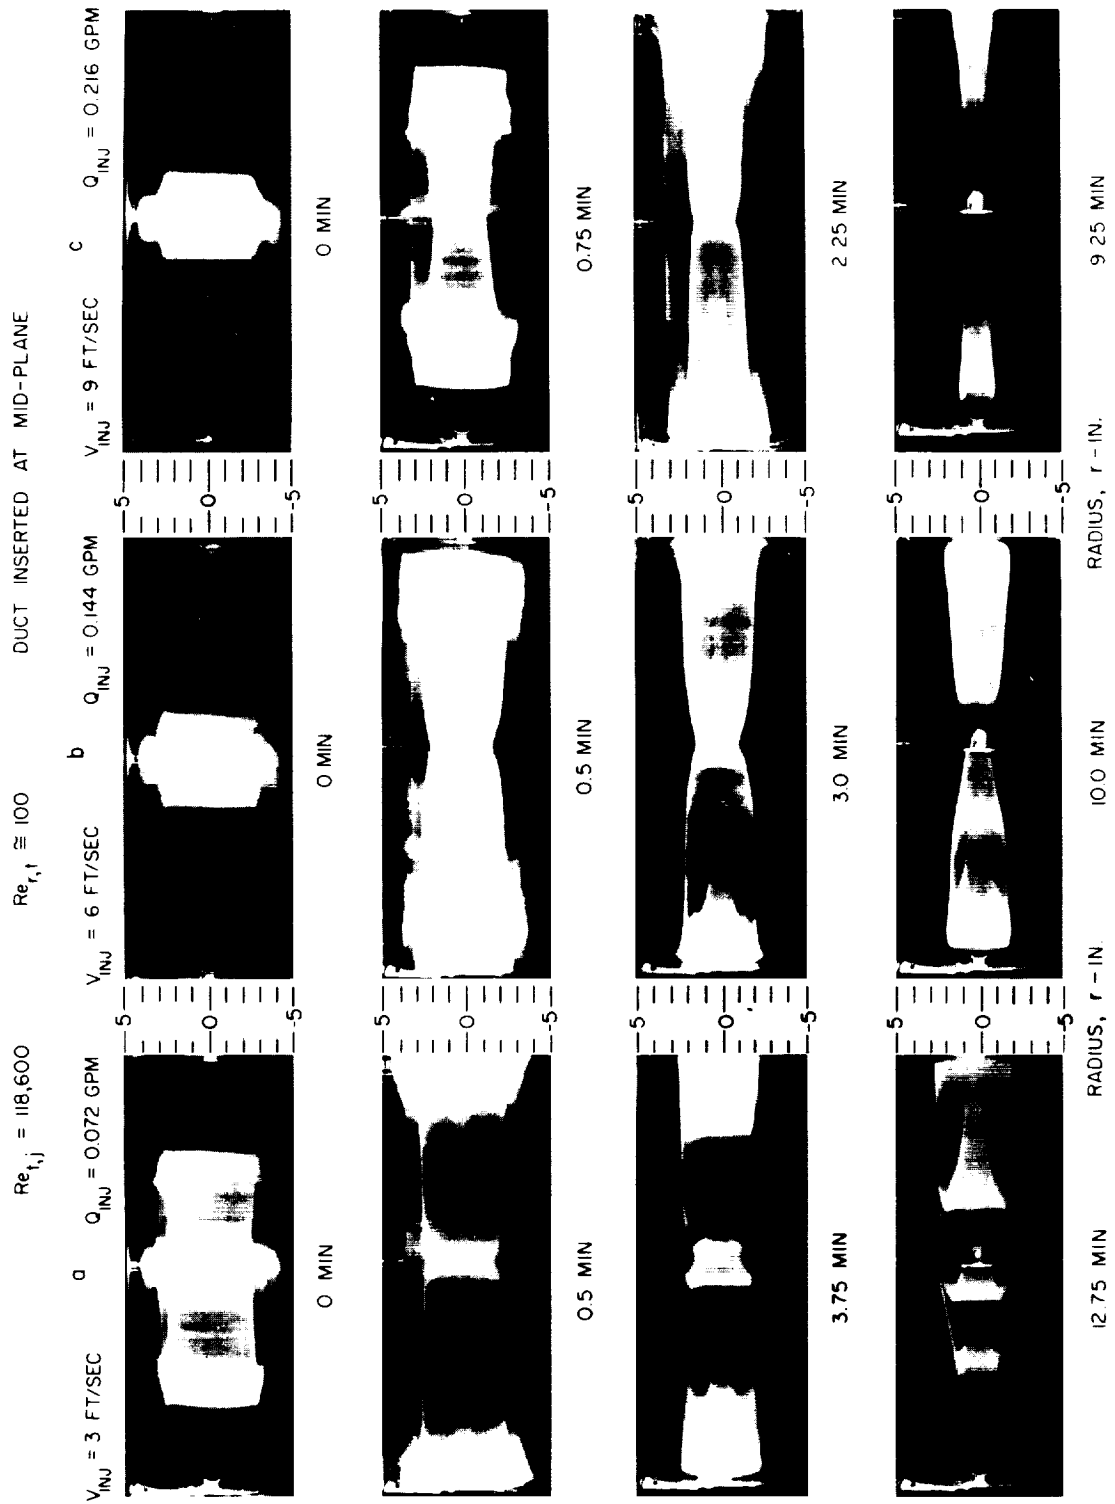 Re_t,j = 118,600 Re_r,t ≅ 100 DUCT INSERTED AT MID-PLANE
a
V_INJ = 3 FT/SEC Q_INJ = 0.072 GPM
b
V_INJ = 6 FT/SEC Q_INJ = 0.144 GPM
c
V_INJ = 9 FT/SEC Q_INJ = 0.216 GPM
5 0 -5
5 0 -5
0 MIN
0 MIN
0 MIN
5 0 -5
5 0 -5
0.5 MIN
0.5 MIN
0.75 MIN
5 0 -5
5 0 -5
3.75 MIN
3.0 MIN
2.25 MIN
5 0 -5
5 0 -5
12.75 MIN
10.0 MIN
9.25 MIN
RADIUS, r - IN.
RADIUS, r - IN.